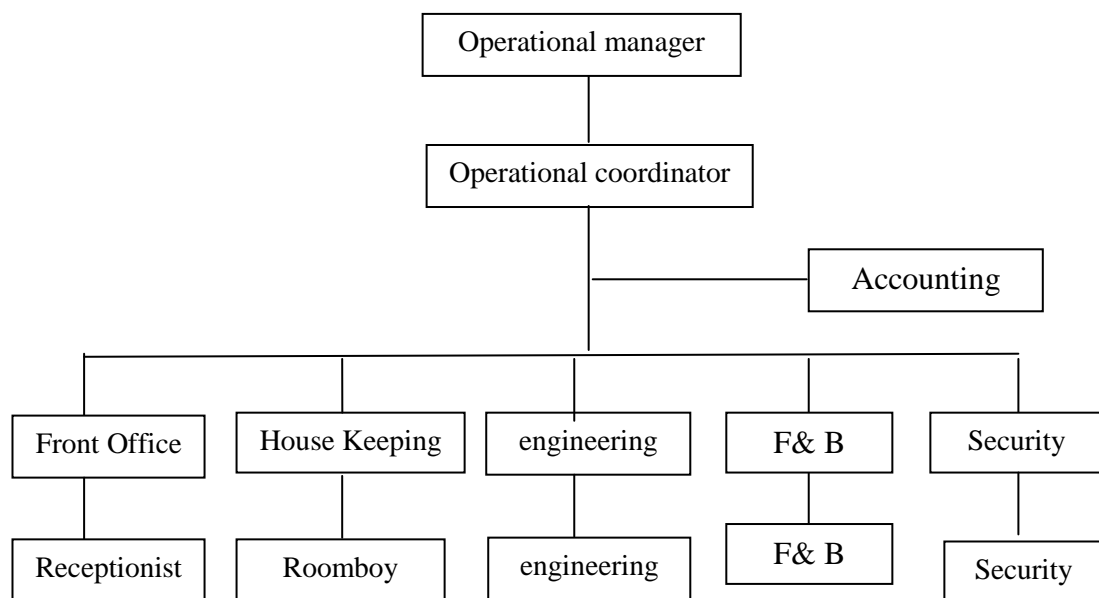 Operational manager
Operational coordinator
Accounting
Front Office
House Keeping
engineering
F& B
Security
Receptionist
Roomboy
engineering
F& B
Security